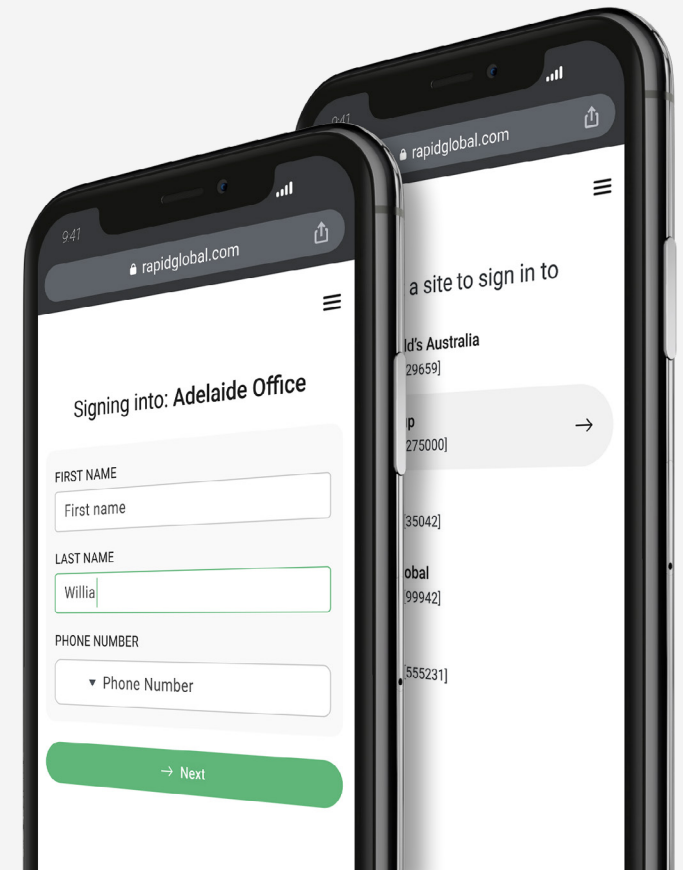 9:41
rapidglobal.com
Signing into: Adelaide Office
FIRST NAME
First name
LAST NAME
Willia
PHONE NUMBER
Phone Number
→ Next
9:41
rapidglobal.com
a site to sign in to
ld's Australia
29659]
up
275000]
[35042]
obal
[99942]
[555231]